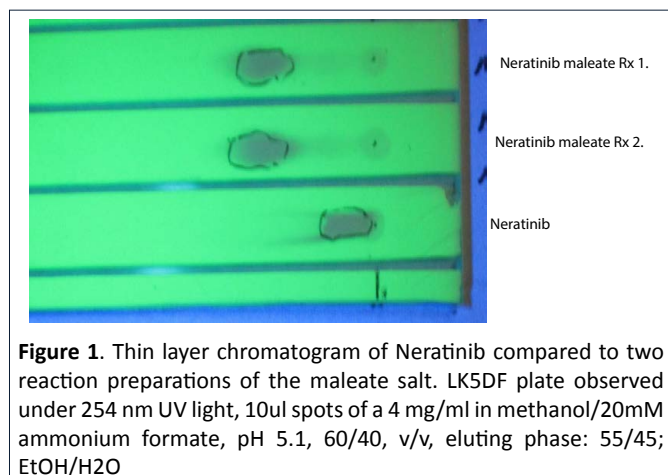 Neratinib maleate Rx 1.
Neratinib maleate Rx 2.
Neratinib
Figure 1. Thin layer chromatogram of Neratinib compared to two
reaction preparations of the maleate salt. LK5DF plate observed
under 254 nm UV light, 10ul spots of a 4 mg/ml in methanol/20mM
ammonium formate, pH 5.1, 60/40, v/v, eluting phase: 55/45;
EtOH/H2O